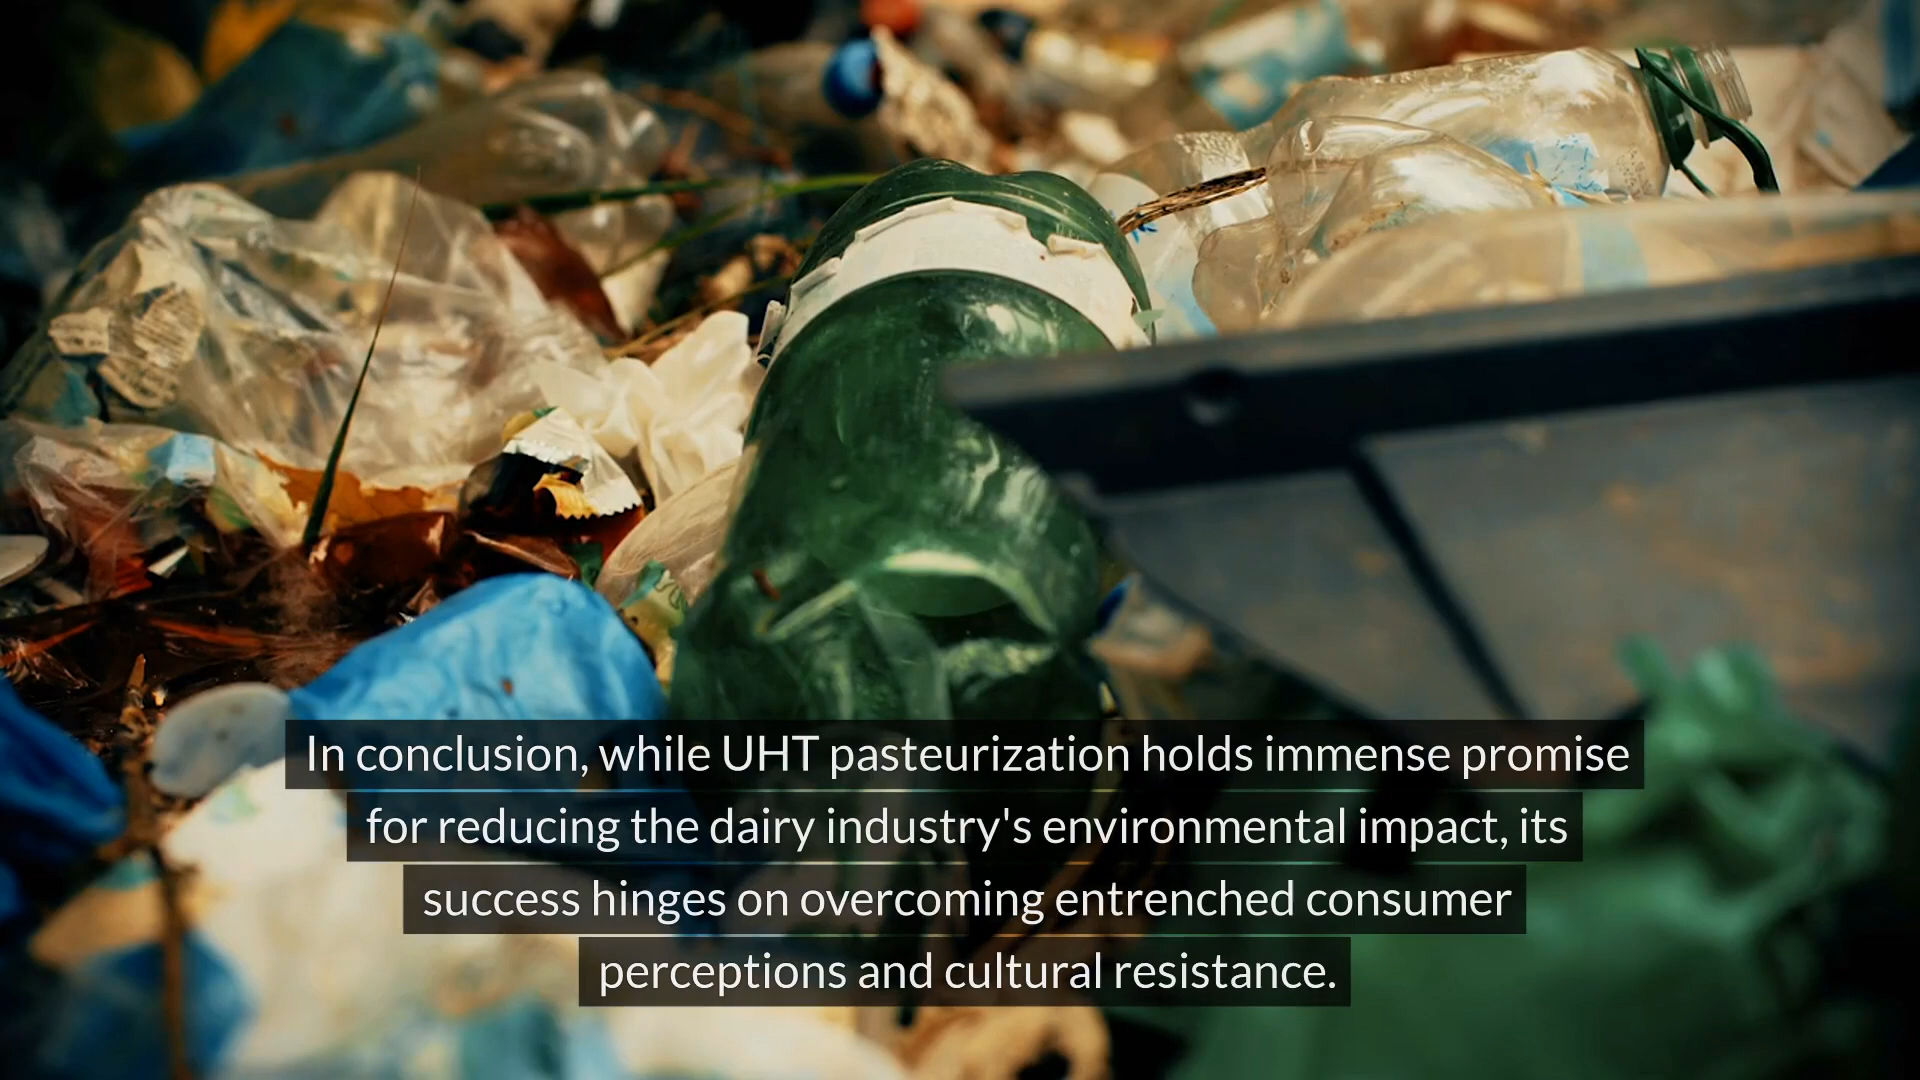 In conclusion, while UHT pasteurization holds immense promise
for reducing the dairy industry's environmental impact, its
success hinges on overcoming entrenched consumer
perceptions and cultural resistance.